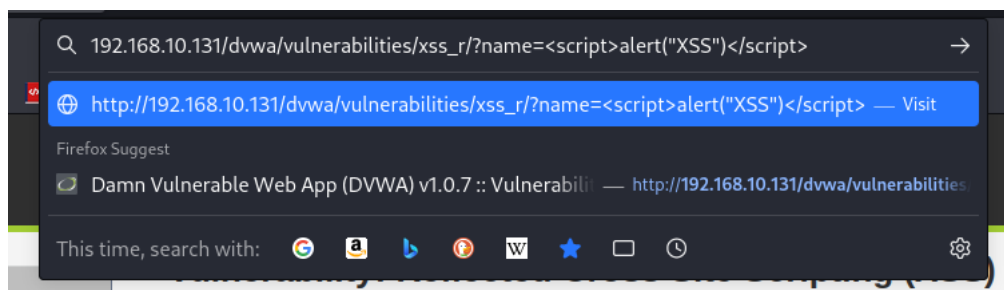 192.168.10.131/dvwa/vulnerabilities/xss_r/?name=<script>alert("XSS")</script>
http://192.168.10.131/dvwa/vulnerabilities/xss_r/?name=<script>alert("XSS")</script> — Visit
Firefox Suggest
Damn Vulnerable Web App (DVWA) v1.0.7 :: Vulnerabilit — http://192.168.10.131/dvwa/vulnerabilities/
This time, search with: